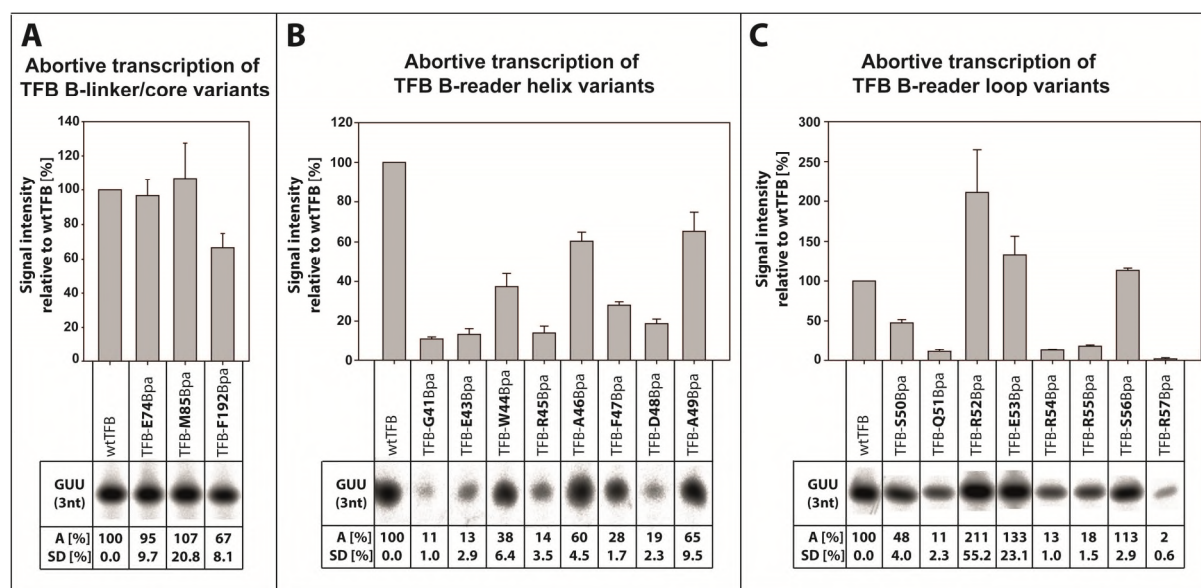 A
Abortive transcription of
TFB B-linker/core variants
Signal intensity
relative to wtTFB [%]
140
120
100
80
60
40
20
0
wtTFB
TFB-E74Bpa
TFB-M85Bpa
TFB-F192Bpa
GUU
(3nt)
A [%] 100 95 107 67
SD [%] 0.0 9.7 20.8 8.1
B
Abortive transcription of
TFB B-reader helix variants
Signal intensity
relative to wtTFB [%]
120
100
80
60
40
20
0
wtTFB
TFB-G41Bpa
TFB-E43Bpa
TFB-W44Bpa
TFB-R45Bpa
TFB-A46Bpa
TFB-F47Bpa
TFB-D48Bpa
TFB-A49Bpa
GUU
(3nt)
A [%] 100 11 13 38 14 60 28 19 65
SD [%] 0.0 1.0 2.9 6.4 3.5 4.5 1.7 2.3 9.5
C
Abortive transcription of
TFB B-reader loop variants
Signal intensity
relative to wtTFB [%]
300
250
200
150
100
50
0
wtTFB
TFB-S50Bpa
TFB-Q51Bpa
TFB-R52Bpa
TFB-E53Bpa
TFB-R54Bpa
TFB-R55Bpa
TFB-S56Bpa
TFB-R57Bpa
GUU
(3nt)
A [%] 100 48 11 211 133 13 18 113 2
SD [%] 0.0 4.0 2.3 55.2 23.1 1.0 1.5 2.9 0.6